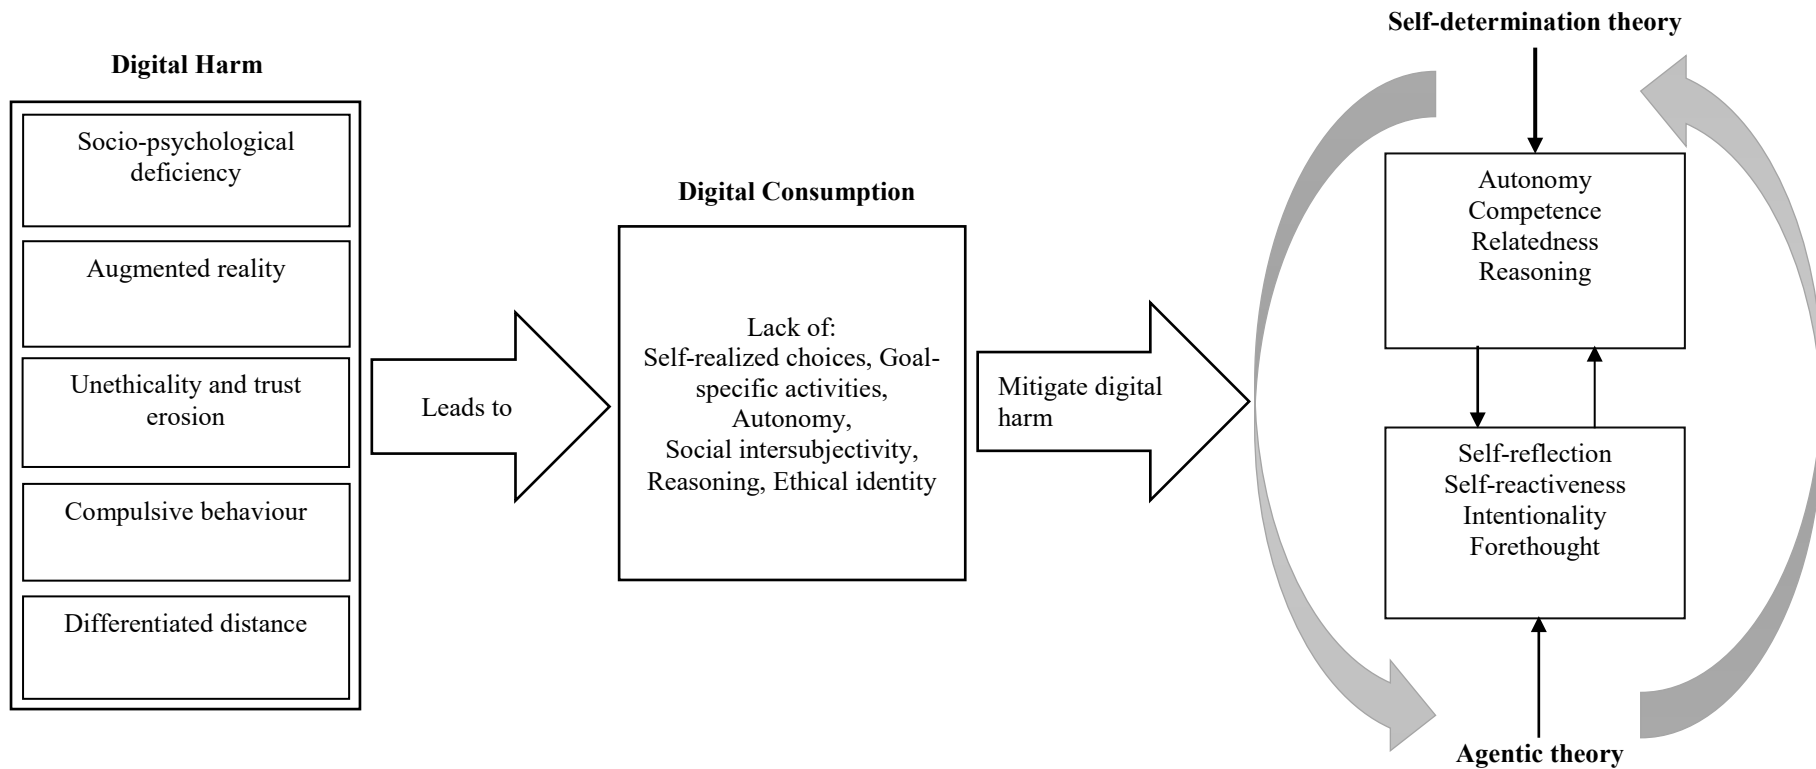 Digital Harm
Socio-psychological
deficiency
Augmented reality
Unethicality and trust
erosion
Compulsive behaviour
Differentiated distance
Leads to
Digital Consumption
Lack of:
Self-realized choices, Goal-
specific activities,
Autonomy,
Social intersubjectivity,
Reasoning, Ethical identity
Mitigate digital
harm
Self-determination theory
Autonomy
Competence
Relatedness
Reasoning
Self-reflection
Self-reactiveness
Intentionality
Forethought
Agentic theory